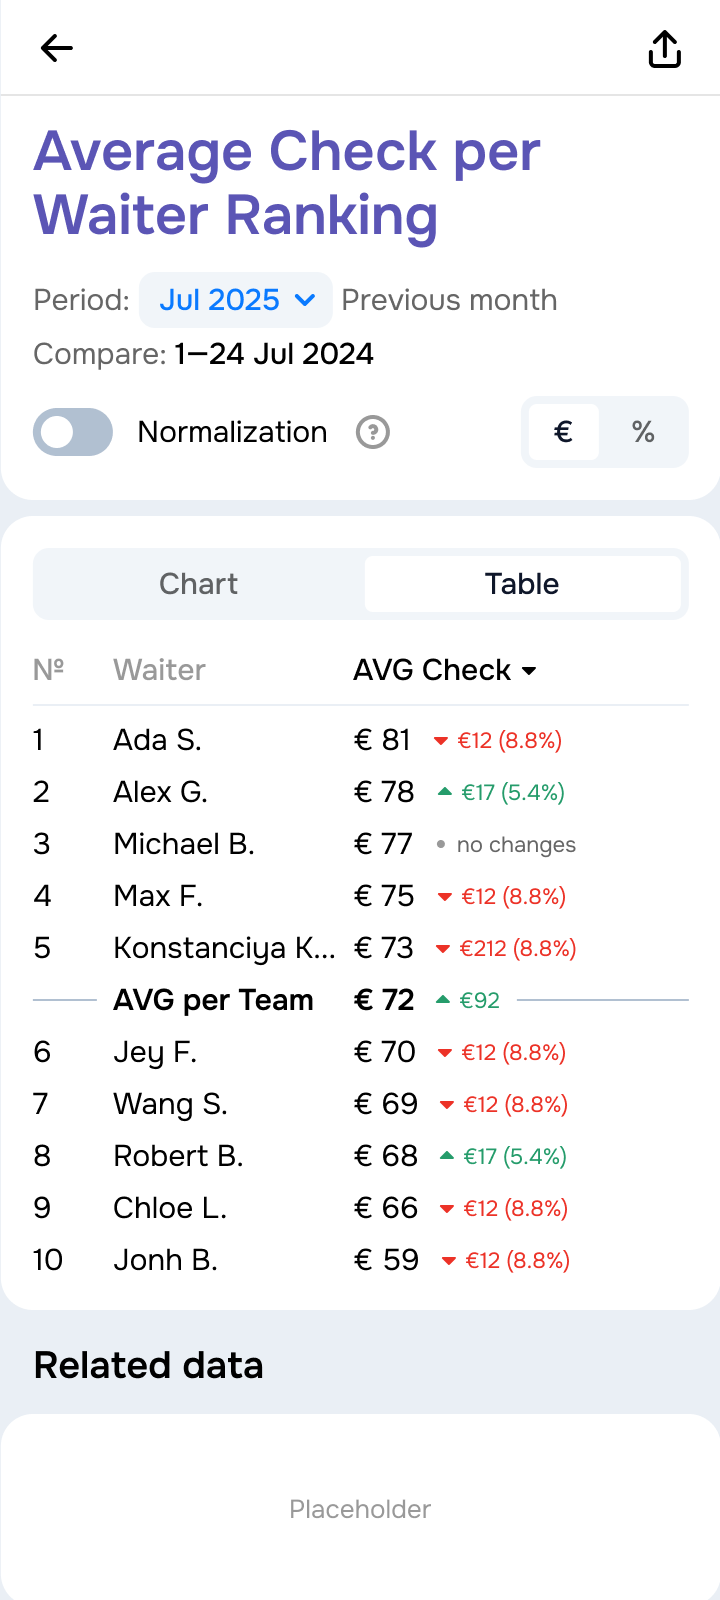 Average Check per
Waiter Ranking
Period: Jul 2025 Previous month
Compare: 1—24 Jul 2024
Normalization ? € %
Chart Table
Nº Waiter AVG Check
1 Ada S. € 81 €12 (8.8%)
2 Alex G. € 78 €17 (5.4%)
3 Michael B. € 77 no changes
4 Max F. € 75 €12 (8.8%)
5 Konstanciya K... € 73 €212 (8.8%)
AVG per Team € 72 €92
6 Jey F. € 70 €12 (8.8%)
7 Wang S. € 69 €12 (8.8%)
8 Robert B. € 68 €17 (5.4%)
9 Chloe L. € 66 €12 (8.8%)
10 Jonh B. € 59 €12 (8.8%)
Related data
Placeholder